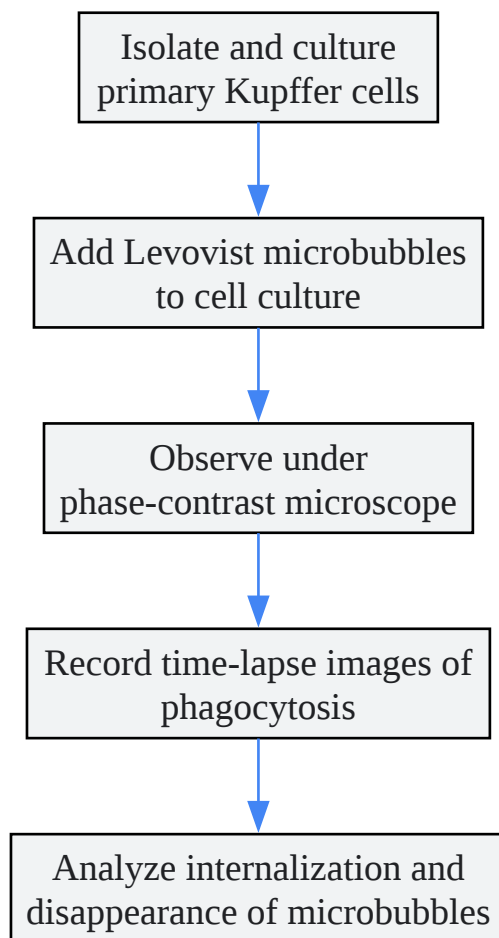 Isolate and culture
primary Kupffer cells
Add Levovist microbubbles
to cell culture
Observe under
phase-contrast microscope
Record time-lapse images of
phagocytosis
Analyze internalization and
disappearance of microbubbles